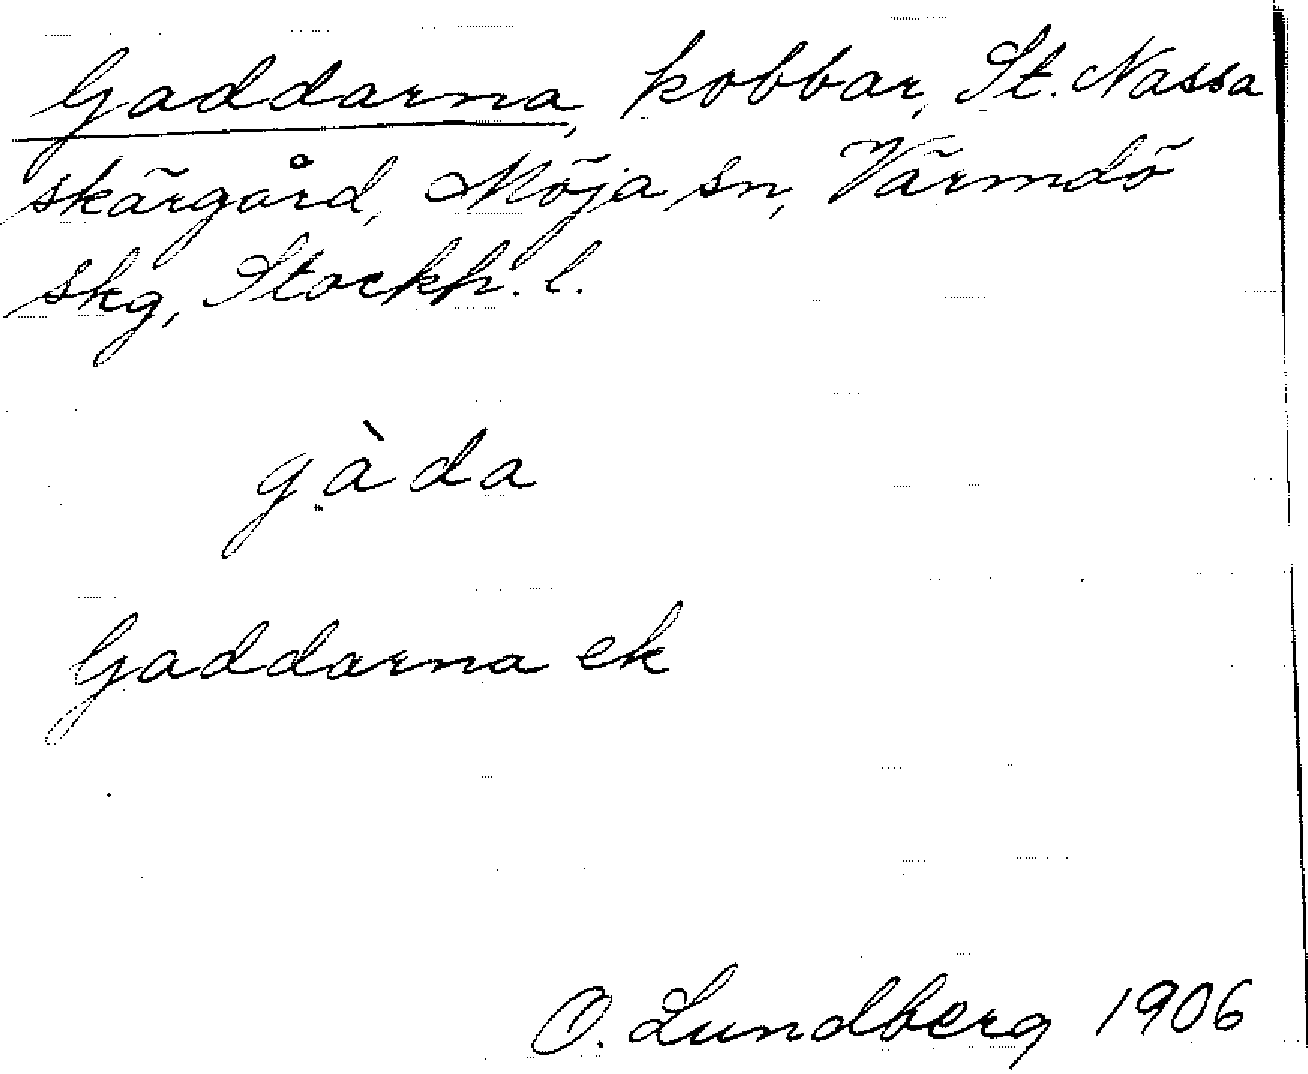 Gaddarna, kobbar, St. Nassa
skärgård, Möja sn, Värmdö
skg, Stockh. l.
gàda
Gaddarna ek
O. Lundberg 1906